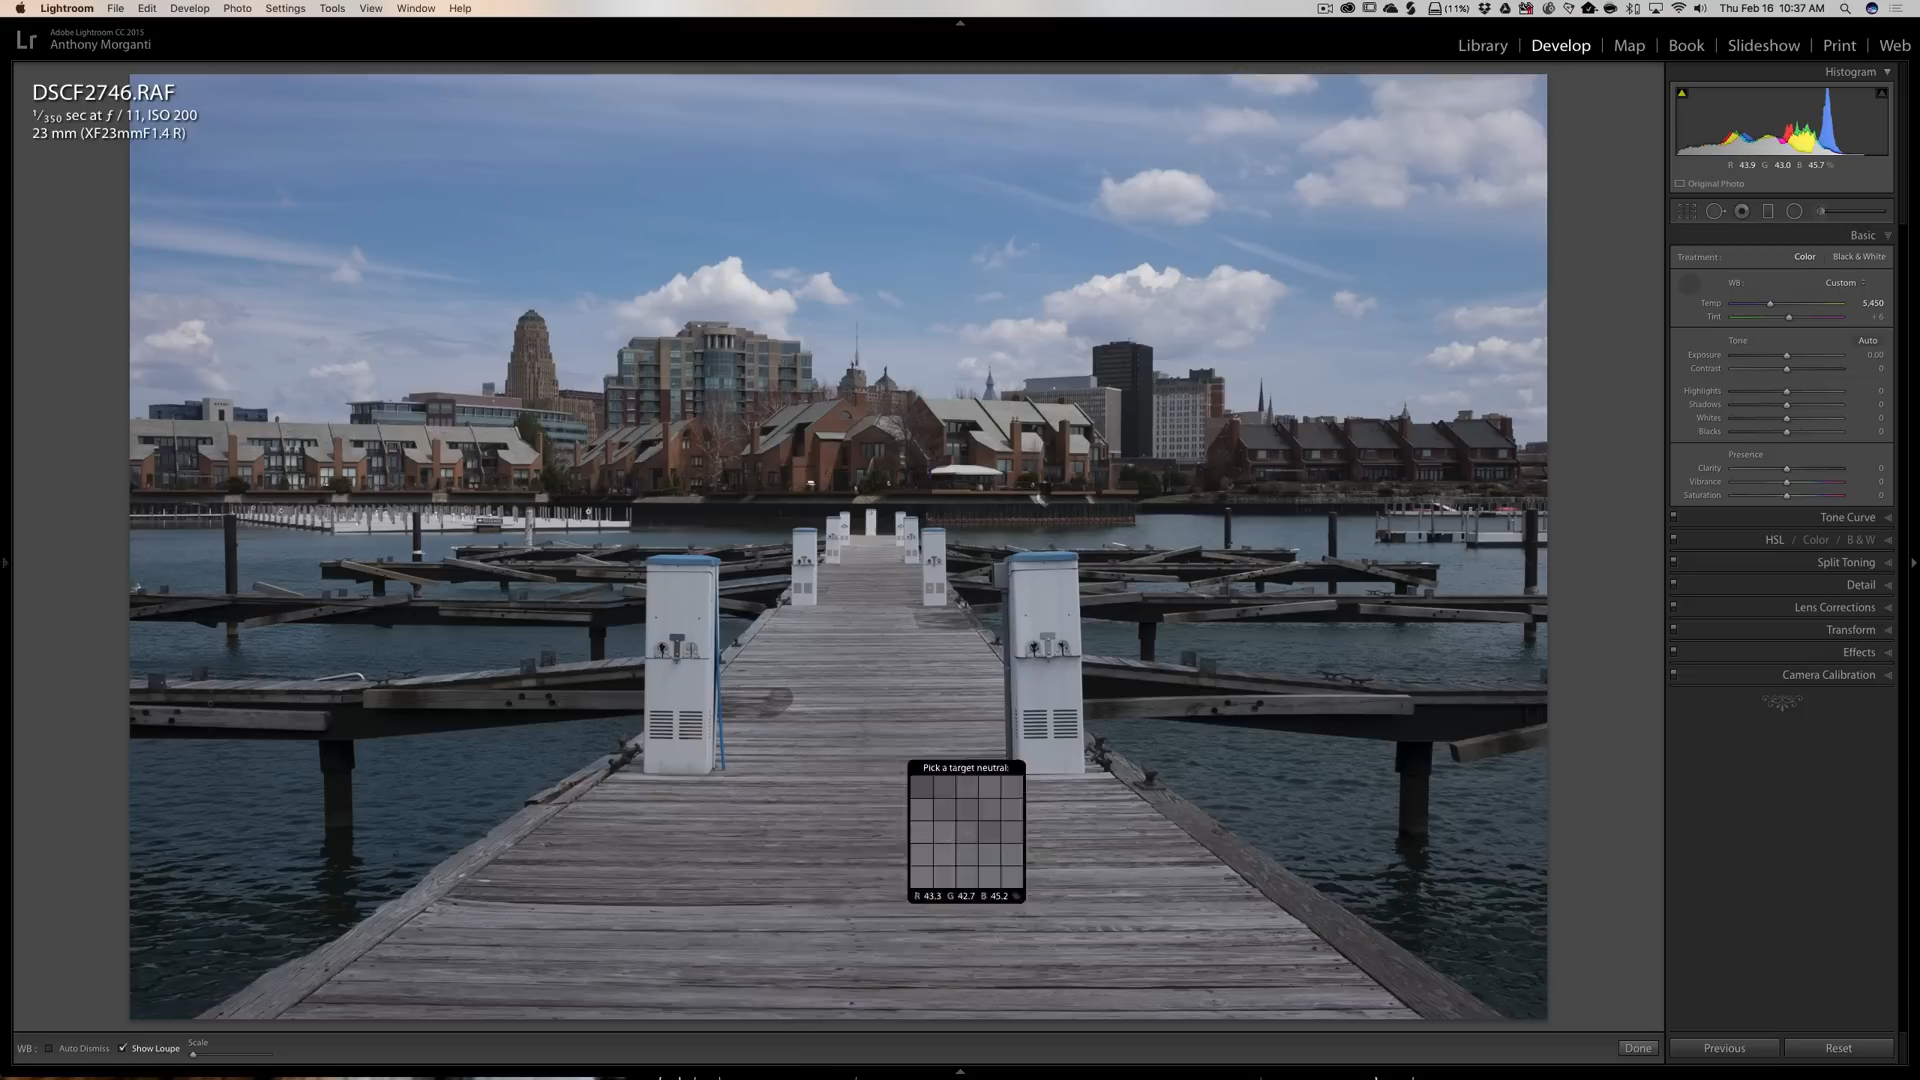 Lightroom File Edit Develop Photo Settings Tools View Window Help
(11%) Thu Feb 16 10:37 AM
Lr Adobe Lightroom CC 2015
Anthony Morganti
Library | Develop | Map | Book | Slideshow | Print | Web
DSCF2746.RAF
1/350 sec at ƒ / 11, ISO 200
23 mm (XF23mmF1.4 R)
Histogram
R 43.9 G 43.0 B 45.7 %
Original Photo
Basic
Treatment : Color Black & White
WB : Custom
Temp 5,450
Tint + 6
Tone Auto
Exposure 0.00
Contrast 0
Highlights 0
Shadows 0
Whites 0
Blacks 0
Presence
Clarity 0
Vibrance 0
Saturation 0
Tone Curve
HSL / Color / B & W
Split Toning
Detail
Lens Corrections
Transform
Effects
Camera Calibration
Pick a target neutral:
R 43.3 G 42.7 B 45.2 %
WB : Auto Dismiss Show Loupe Scale
Done
Previous Reset